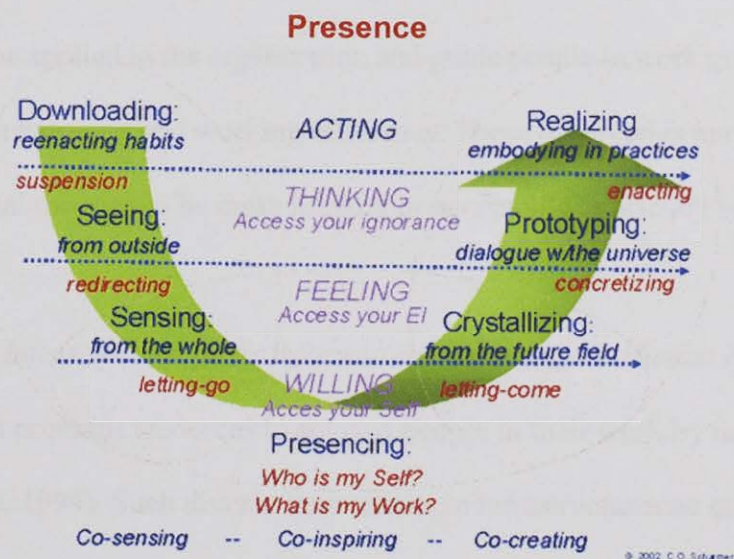 Presence
Downloading:
reenacting habits
ACTING
Realizing
embodying in practices
suspension
enacting
THINKING
Access your ignorance
Seeing:
from outside
Prototyping:
dialogue w/the universe
redirecting
concretizing
FEELING
Access your EI
Sensing:
from the whole
Crystallizing:
from the future field
letting-go
WILLING
Acces your Self
letting-come
Presencing:
Who is my Self?
What is my Work?
Co-sensing -- Co-inspiring -- Co-creating
© 2002 C.O.